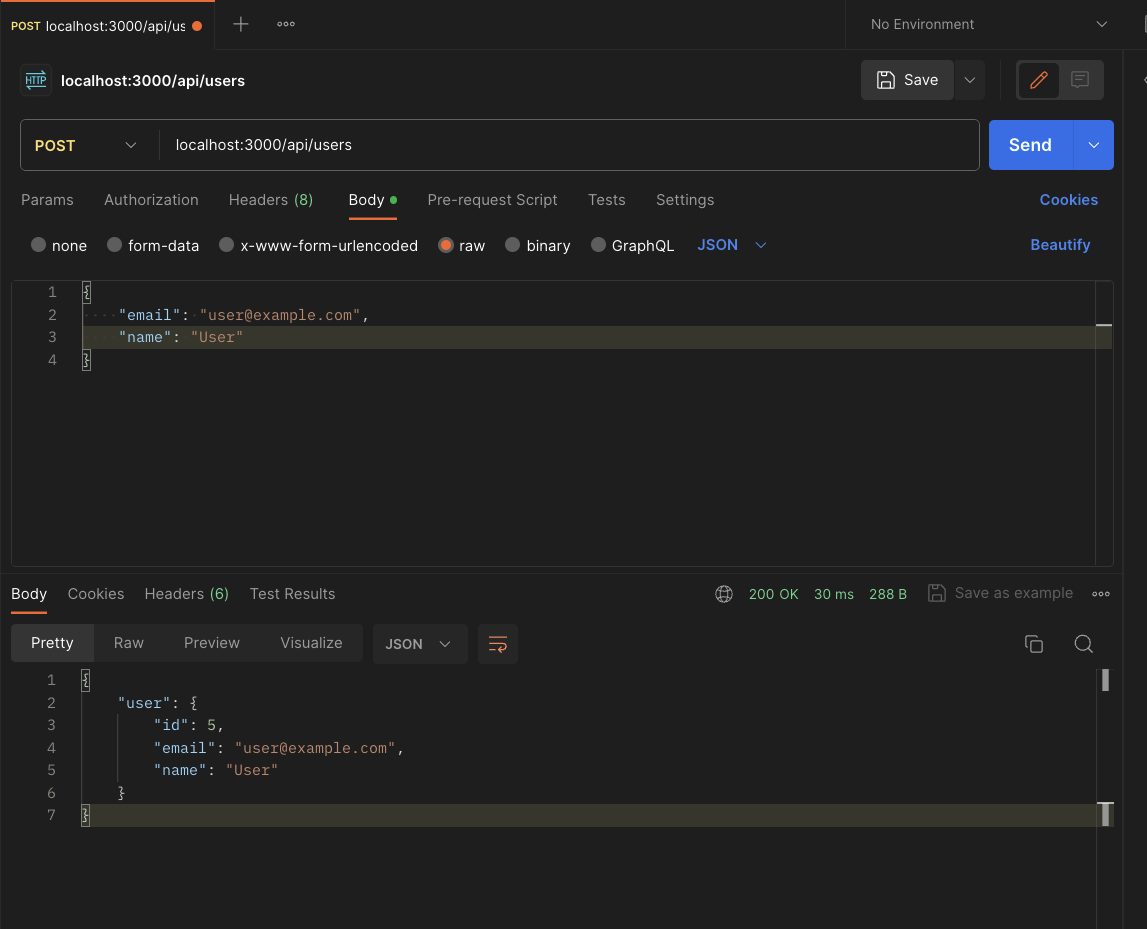 POST localhost:3000/api/us
No Environment
HTTP localhost:3000/api/users
Save
POST localhost:3000/api/users
Send
Params Authorization Headers (8) Body Pre-request Script Tests Settings Cookies
none form-data x-www-form-urlencoded raw binary GraphQL JSON Beautify
1 {
2 "email": "user@example.com",
3 "name": "User"
4 }
Body Cookies Headers (6) Test Results 200 OK 30 ms 288 B Save as example
Pretty Raw Preview Visualize JSON
1 {
2 "user": {
3 "id": 5,
4 "email": "user@example.com",
5 "name": "User"
6 }
7 }